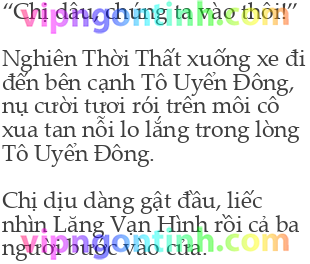 “Chị dâu, chúng ta vào thôi!”
Nghiên Thời Thất xuống xe đi
đến bên cạnh Tô Uyển Đông,
nụ cười tươi rói trên môi cô
xua tan nỗi lo lắng trong lòng
Tô Uyển Đông.
Chị dịu dàng gật đầu, liếc
nhìn Lăng Vạn Hình rồi cả ba
người bước vào cửa.
vipngontinh.com
vipngontinh.com